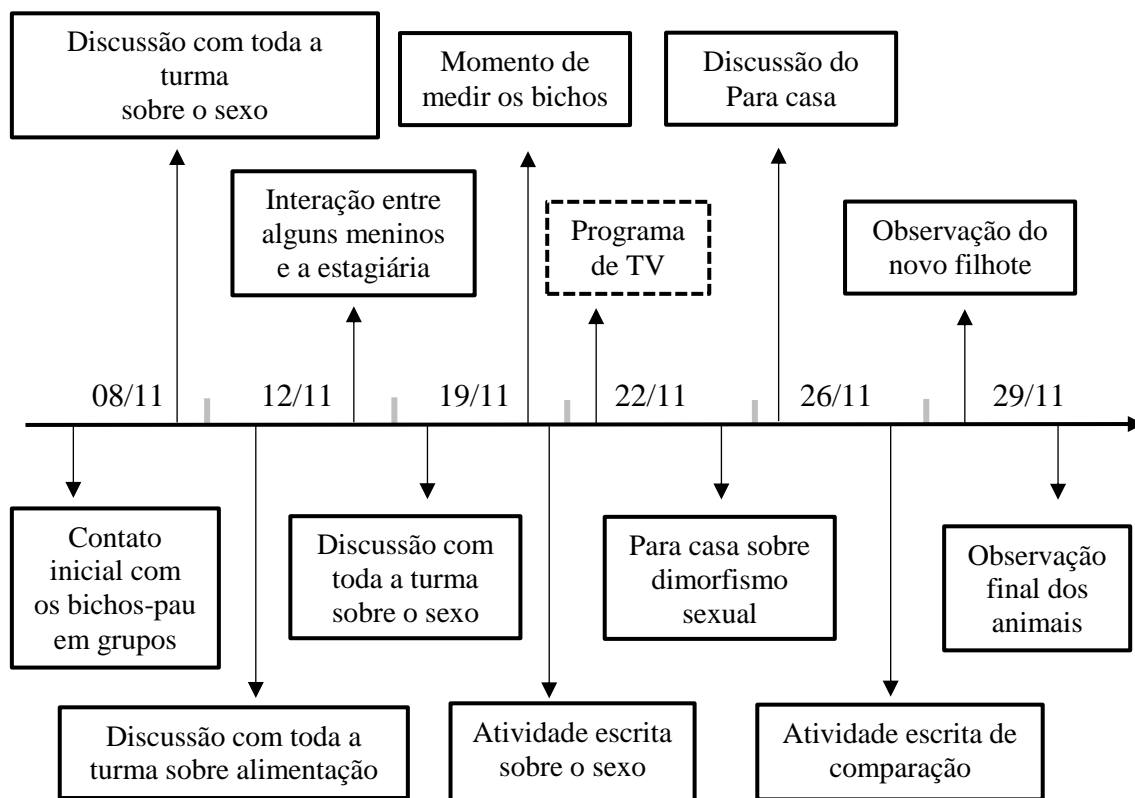 Discussão com toda a
turma
sobre o sexo
Momento de
medir os bichos
Discussão do
Para casa
Interação entre
alguns meninos
e a estagiária
Programa
de TV
Observação do
novo filhote
08/11
12/11
19/11
22/11
26/11
29/11
Contato
inicial com
os bichos-pau
em grupos
Discussão com
toda a turma
sobre o sexo
Para casa sobre
dimorfismo
sexual
Observação
final dos
animais
Discussão com toda a
turma sobre alimentação
Atividade escrita
sobre o sexo
Atividade escrita de
comparação